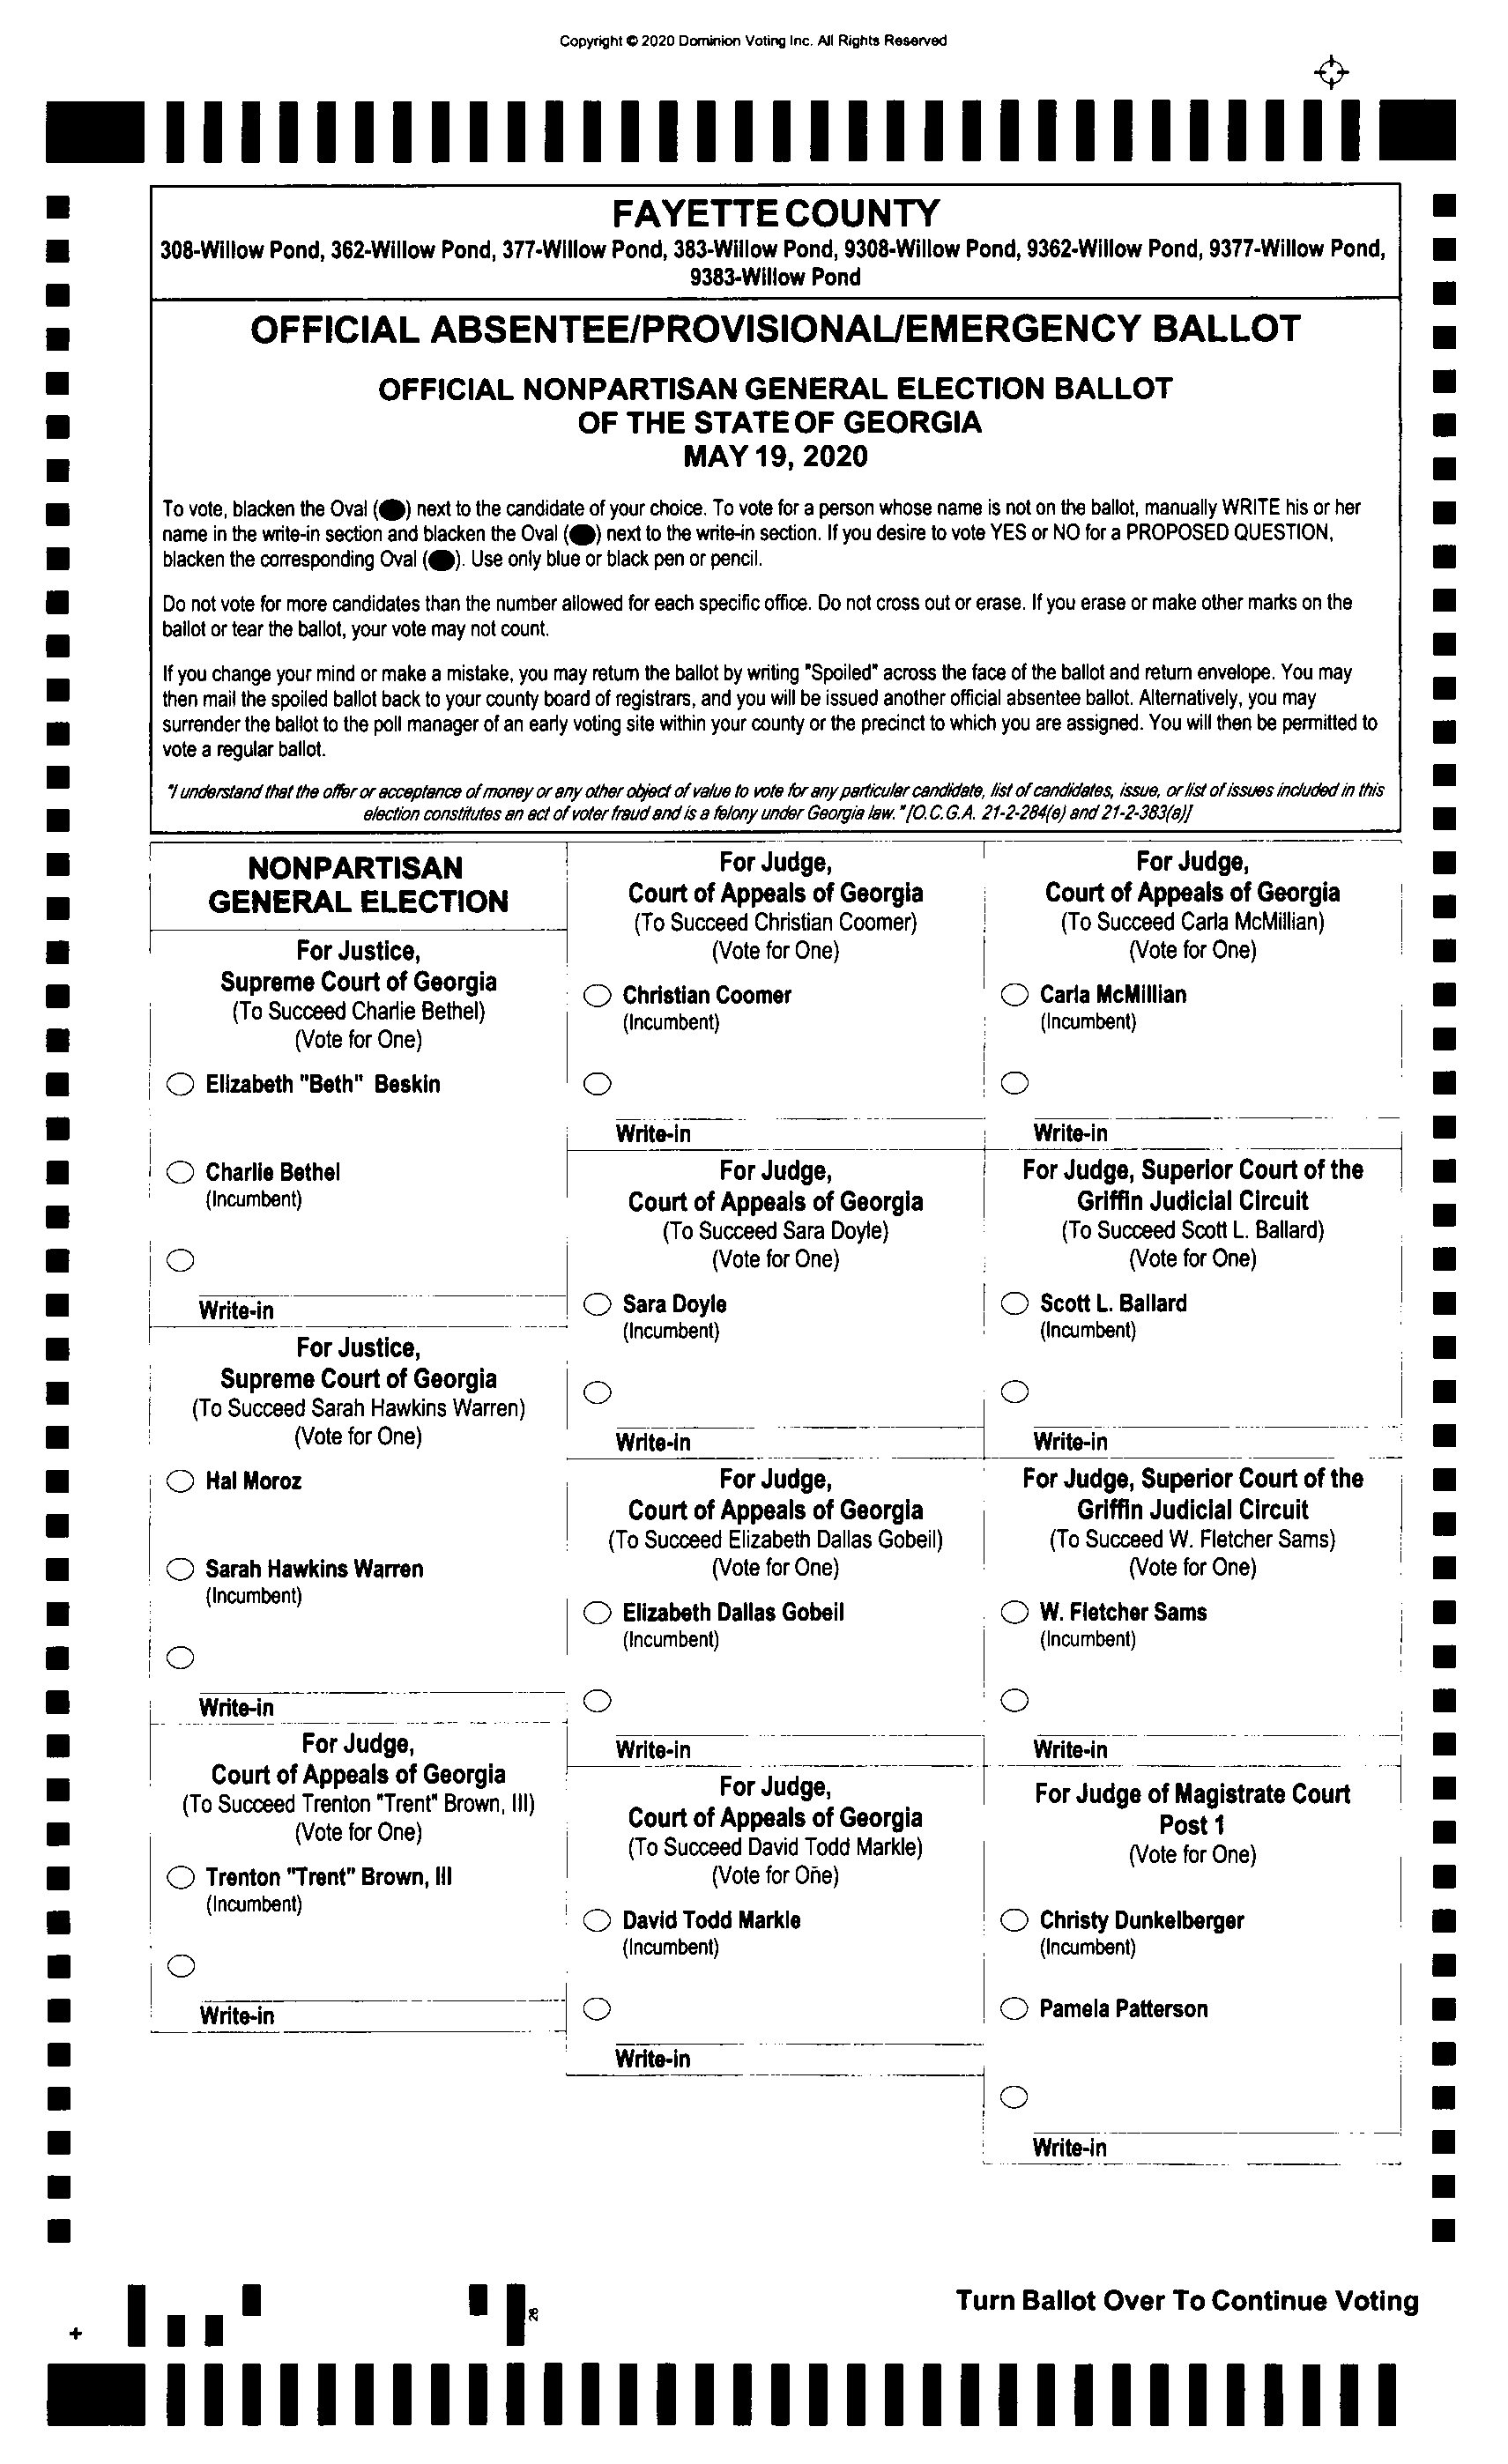 Copyright © 2020 Dominion Voting Inc. All Rights Reserved
FAYETTE COUNTY
308-Willow Pond, 362-Willow Pond, 377-Willow Pond, 383-Willow Pond, 9308-Willow Pond, 9362-Willow Pond, 9377-Willow Pond,
9383-Willow Pond
OFFICIAL ABSENTEE/PROVISIONAL/EMERGENCY BALLOT
OFFICIAL NONPARTISAN GENERAL ELECTION BALLOT
OF THE STATE OF GEORGIA
MAY 19, 2020
To vote, blacken the Oval ( ) next to the candidate of your choice. To vote for a person whose name is not on the ballot, manually WRITE his or her
name in the write-in section and blacken the Oval ( ) next to the write-in section. If you desire to vote YES or NO for a PROPOSED QUESTION,
blacken the corresponding Oval ( ). Use only blue or black pen or pencil.
Do not vote for more candidates than the number allowed for each specific office. Do not cross out or erase. If you erase or make other marks on the
ballot or tear the ballot, your vote may not count.
If you change your mind or make a mistake, you may return the ballot by writing "Spoiled" across the face of the ballot and return envelope. You may
then mail the spoiled ballot back to your county board of registrars, and you will be issued another official absentee ballot. Alternatively, you may
surrender the ballot to the poll manager of an early voting site within your county or the precinct to which you are assigned. You will then be permitted to
vote a regular ballot.
"I understand that the offer or acceptance of money or any other object of value to vote for any particular candidate, list of candidates, issue, or list of issues included in this
election constitutes an act of voter fraud and is a felony under Georgia law." [O.C.G.A. 21-2-284(e) and 21-2-383(a)]
NONPARTISAN
GENERAL ELECTION
For Justice,
Supreme Court of Georgia
(To Succeed Charlie Bethel)
(Vote for One)
Elizabeth "Beth" Beskin
Charlie Bethel
(Incumbent)
Write-in
For Justice,
Supreme Court of Georgia
(To Succeed Sarah Hawkins Warren)
(Vote for One)
Hal Moroz
Sarah Hawkins Warren
(Incumbent)
Write-in
For Judge,
Court of Appeals of Georgia
(To Succeed Trenton "Trent" Brown, III)
(Vote for One)
Trenton "Trent" Brown, III
(Incumbent)
Write-in
For Judge,
Court of Appeals of Georgia
(To Succeed Christian Coomer)
(Vote for One)
Christian Coomer
(Incumbent)
Write-in
For Judge,
Court of Appeals of Georgia
(To Succeed Sara Doyle)
(Vote for One)
Sara Doyle
(Incumbent)
Write-in
For Judge,
Court of Appeals of Georgia
(To Succeed Elizabeth Dallas Gobeil)
(Vote for One)
Elizabeth Dallas Gobeil
(Incumbent)
Write-in
For Judge,
Court of Appeals of Georgia
(To Succeed David Todd Markle)
(Vote for One)
David Todd Markle
(Incumbent)
Write-in
For Judge,
Court of Appeals of Georgia
(To Succeed Carla McMillian)
(Vote for One)
Carla McMillian
(Incumbent)
Write-in
For Judge, Superior Court of the
Griffin Judicial Circuit
(To Succeed Scott L. Ballard)
(Vote for One)
Scott L. Ballard
(Incumbent)
Write-in
For Judge, Superior Court of the
Griffin Judicial Circuit
(To Succeed W. Fletcher Sams)
(Vote for One)
W. Fletcher Sams
(Incumbent)
Write-in
For Judge of Magistrate Court
Post 1
(Vote for One)
Christy Dunkelberger
(Incumbent)
Pamela Patterson
Write-in
26
Turn Ballot Over To Continue Voting